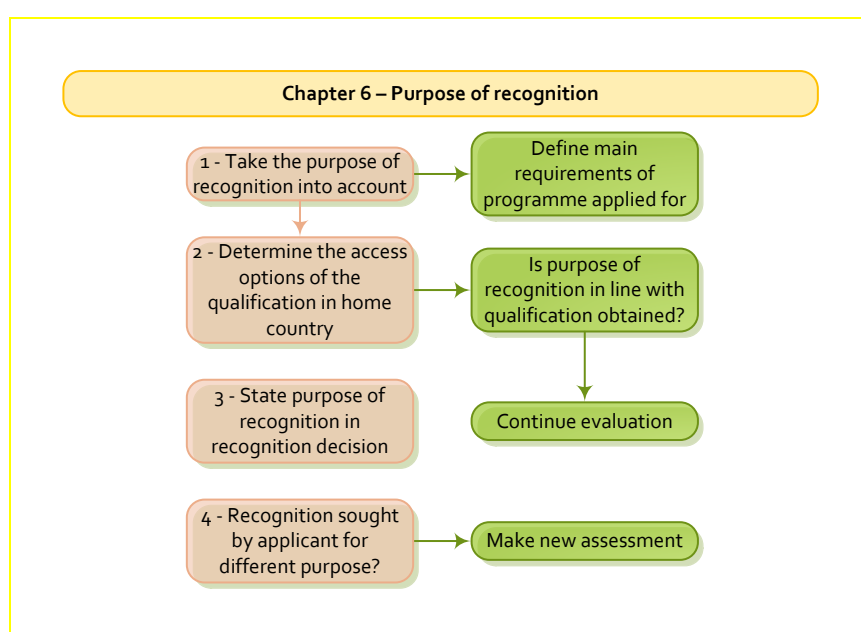 Chapter 6 – Purpose of recognition
1 - Take the purpose of
recognition into account
Define main
requirements of
programme applied for
2 - Determine the access
options of the
qualification in home
country
Is purpose of
recognition in line with
qualification obtained?
3 - State purpose of
recognition in
recognition decision
Continue evaluation
4 - Recognition sought
by applicant for
different purpose?
Make new assessment